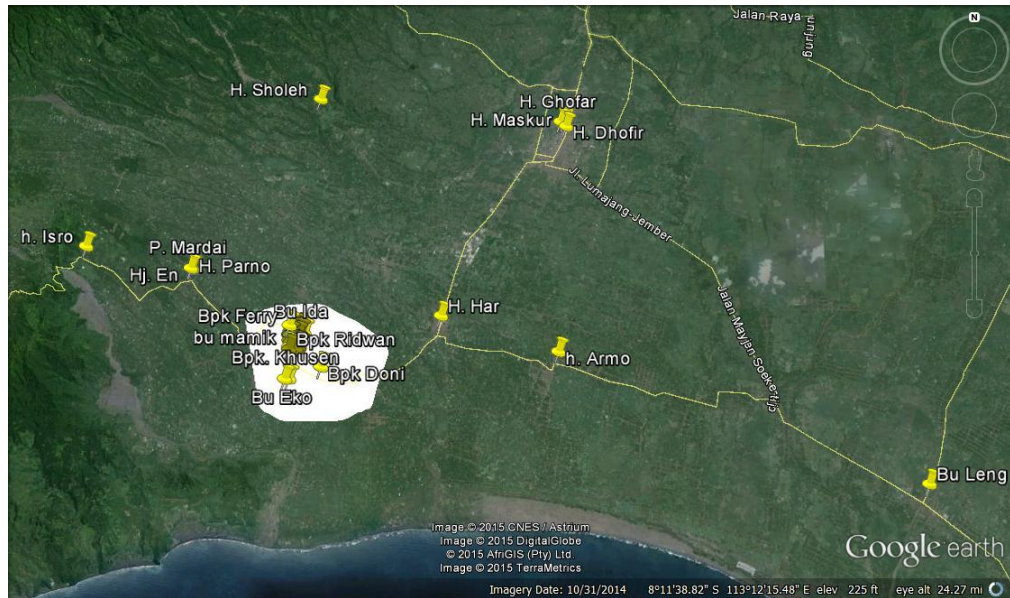 Jalan Raya
N
H. Sholeh
H. Ghofar
H. Maskur
H. Dhofir
Jl. Lumajang-Jember
h. Isro
P. Mardai
H. Parno
Hj. En
Jalan-Mayjen-Soekertijo
Bu Ida
Bpk Ferry
H. Har
bu mamik
Bpk Ridwan
Bpk. Khusen
h. Armo
Bpk Doni
Bu Eko
Bu Leng
Image © 2015 CNES / Astrium
Image © 2015 DigitalGlobe
© 2015 AfriGIS (Pty) Ltd.
Image © 2015 TerraMetrics
Google earth
Imagery Date: 10/31/2014 8°11'38.82" S 113°12'15.48" E elev 225 ft eye alt 24.27 mi